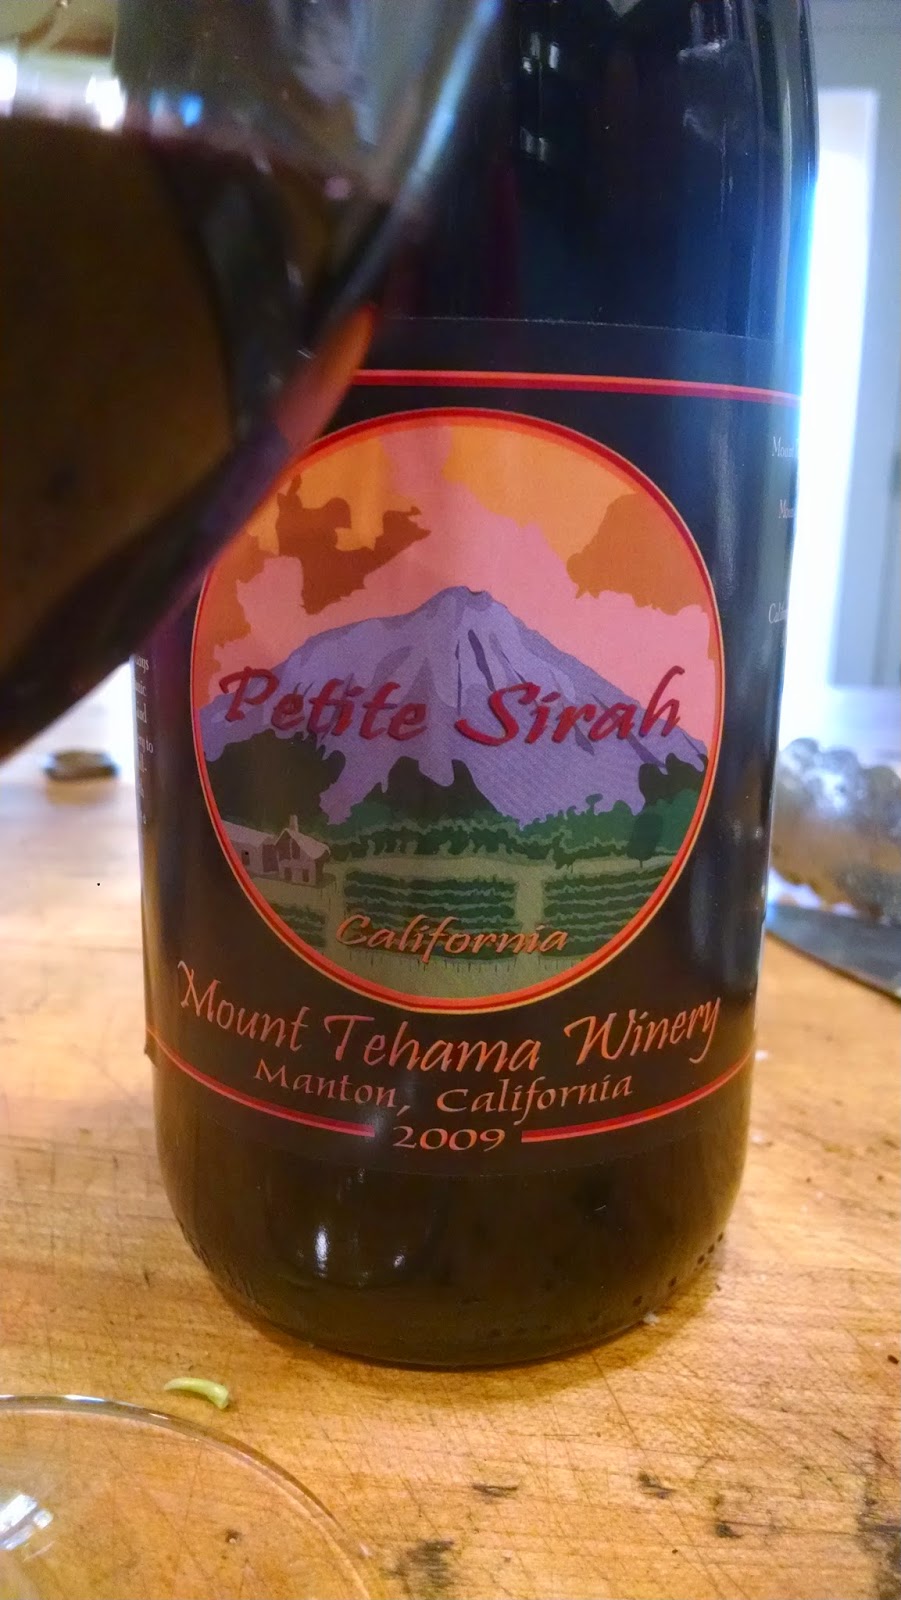 Petite Sirah
California
Mount Tehama Winery
Manton, California
2009